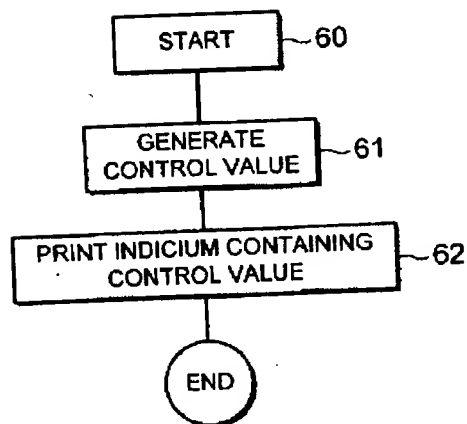 START
60
GENERATE
CONTROL VALUE
61
PRINT INDICIUM CONTAINING
CONTROL VALUE
62
END